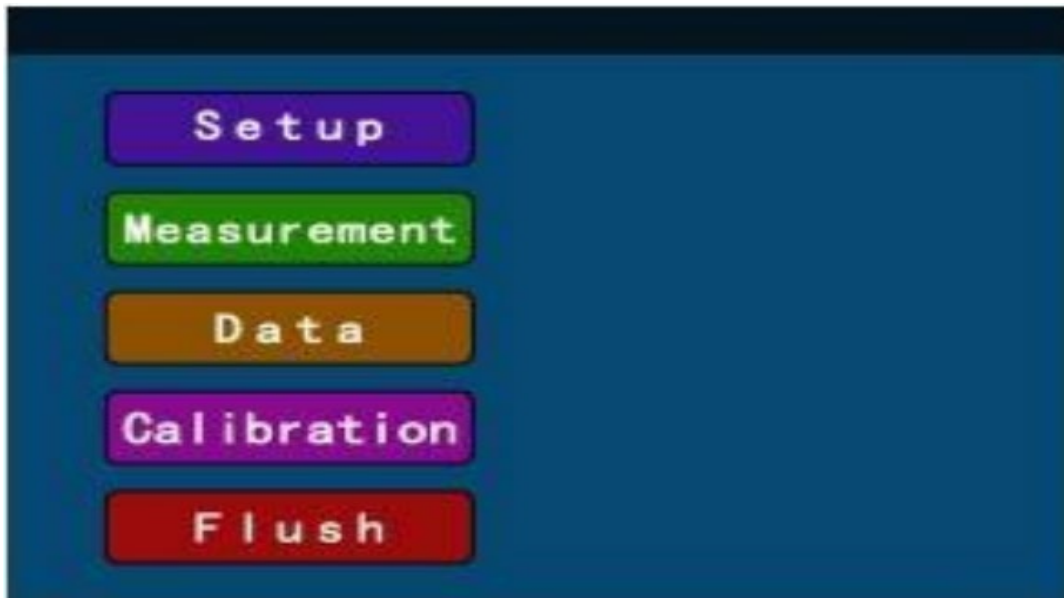 Setup
Measurement
Data
Calibration
Flush